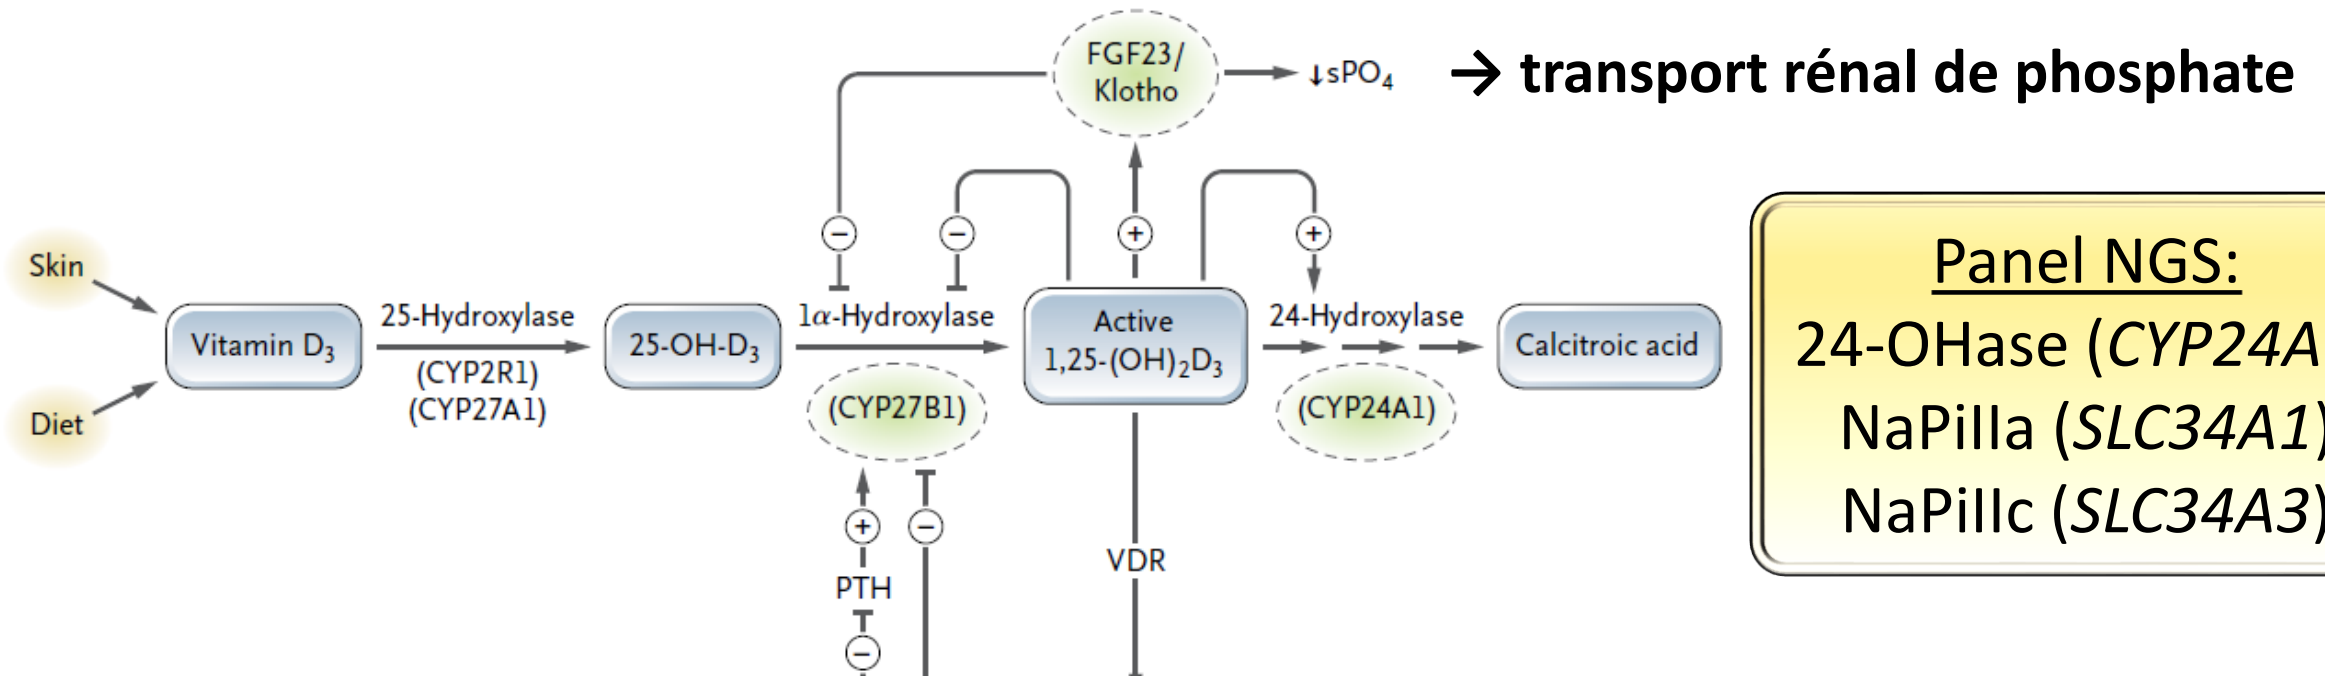 FGF23/
Klotho
↓sPO₄
→ transport rénal de phosphate
−
−
+
+
Skin
Diet
Vitamin D₃
25-Hydroxylase
(CYP2R1)
(CYP27A1)
25-OH-D₃
1α-Hydroxylase
(CYP27B1)
Active
1,25-(OH)₂D₃
24-Hydroxylase
(CYP24A1)
Calcitroic acid
+
−
PTH
−
VDR
Panel NGS:
24-OHase (CYP24A
NaPiIIa (SLC34A1)
NaPiIIc (SLC34A3)